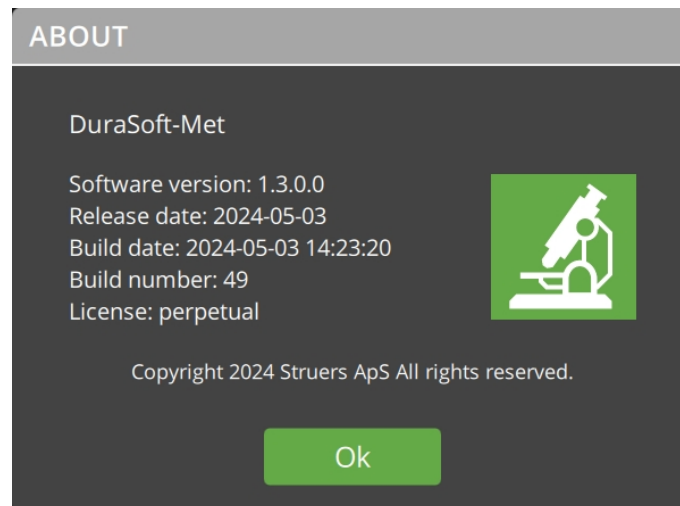 ABOUT
DuraSoft-Met
Software version: 1.3.0.0
Release date: 2024-05-03
Build date: 2024-05-03 14:23:20
Build number: 49
License: perpetual
Copyright 2024 Struers ApS All rights reserved.
Ok